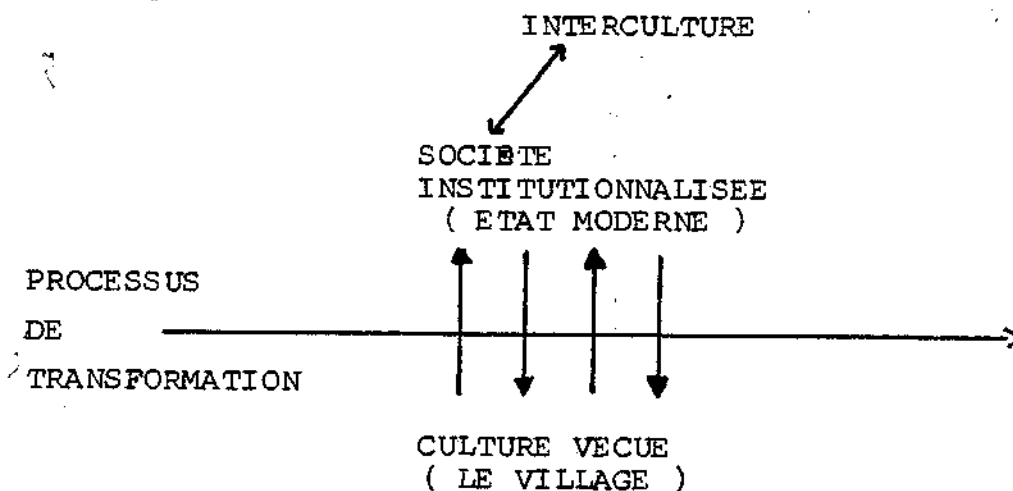 INTERCULTURE
SOCIETE
INSTITUTIONNALISEE
( ETAT MODERNE )
PROCESSUS
DE
TRANSFORMATION
CULTURE VECUE
( LE VILLAGE )